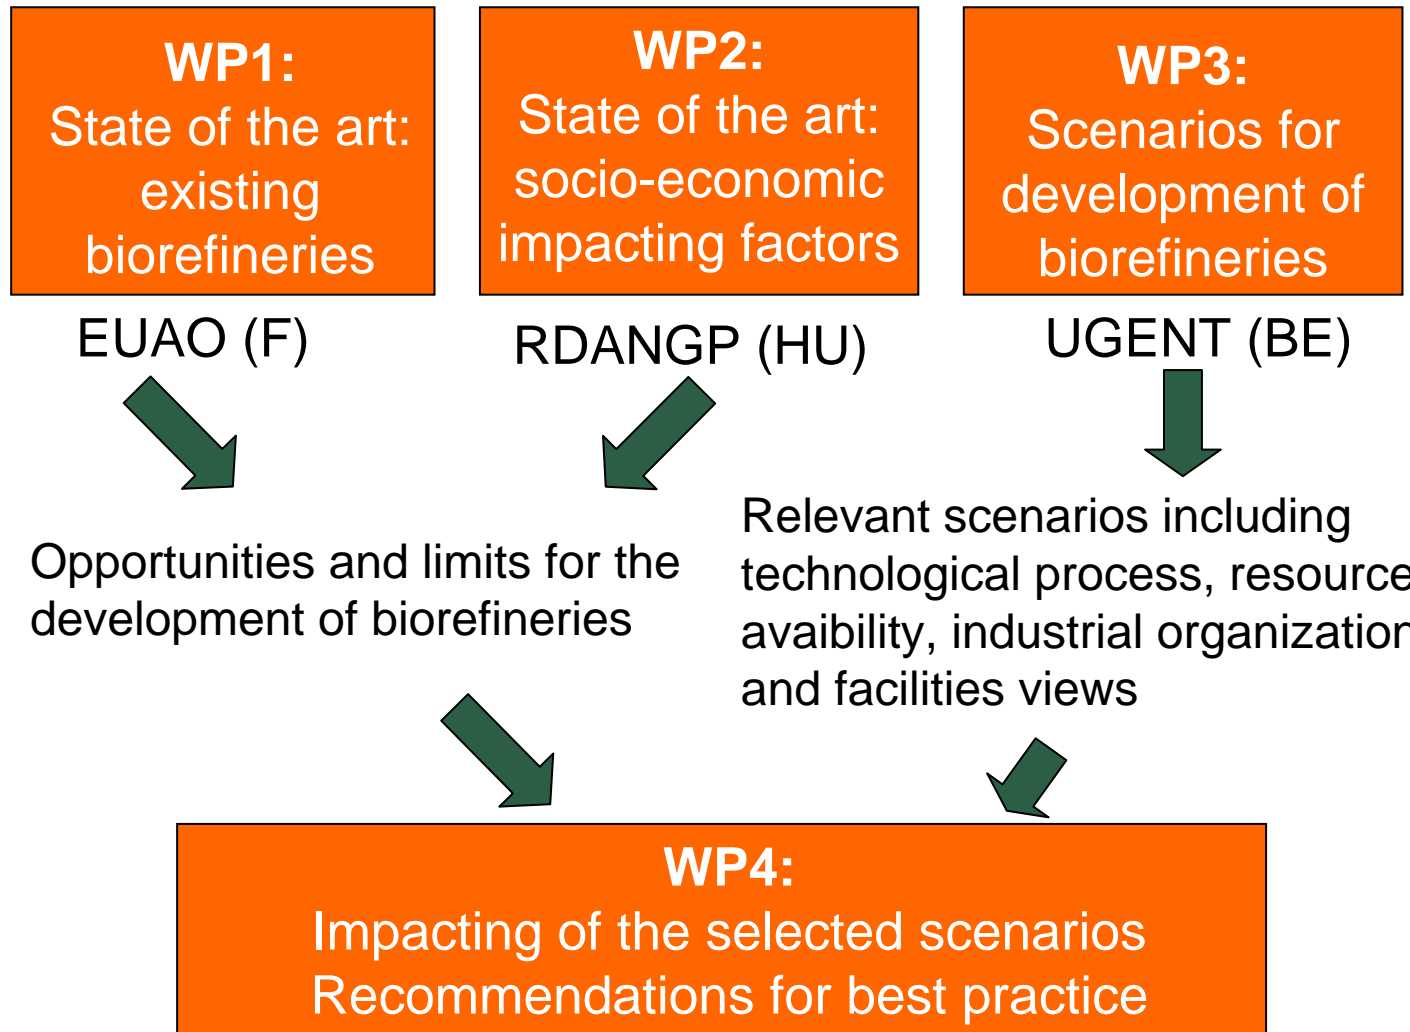 WP1:
State of the art:
existing
biorefineries
WP2:
State of the art:
socio-economic
impacting factors
WP3:
Scenarios for
development of
biorefineries
EUAO (F)
RDANGP (HU)
UGENT (BE)
Opportunities and limits for the
development of biorefineries
Relevant scenarios including
technological process, resource
avaibility, industrial organization
and facilities views
WP4:
Impacting of the selected scenarios
Recommendations for best practice